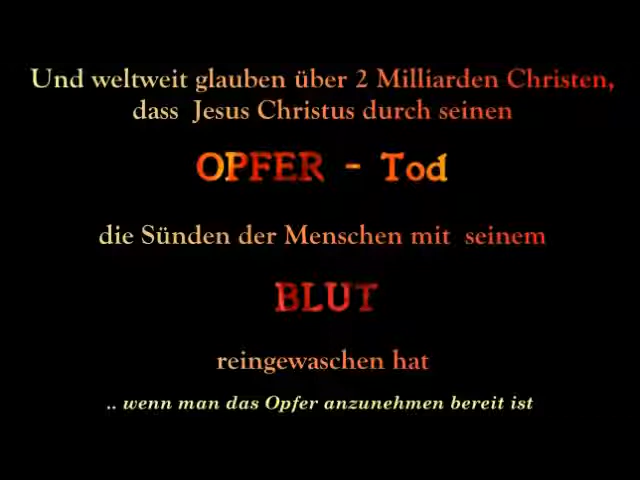 Und weltweit glauben über 2 Milliarden Christen,
dass Jesus Christus durch seinen
OPFER - Tod
die Sünden der Menschen mit seinem
BLUT
reingewaschen hat
.. wenn man das Opfer anzunehmen bereit ist